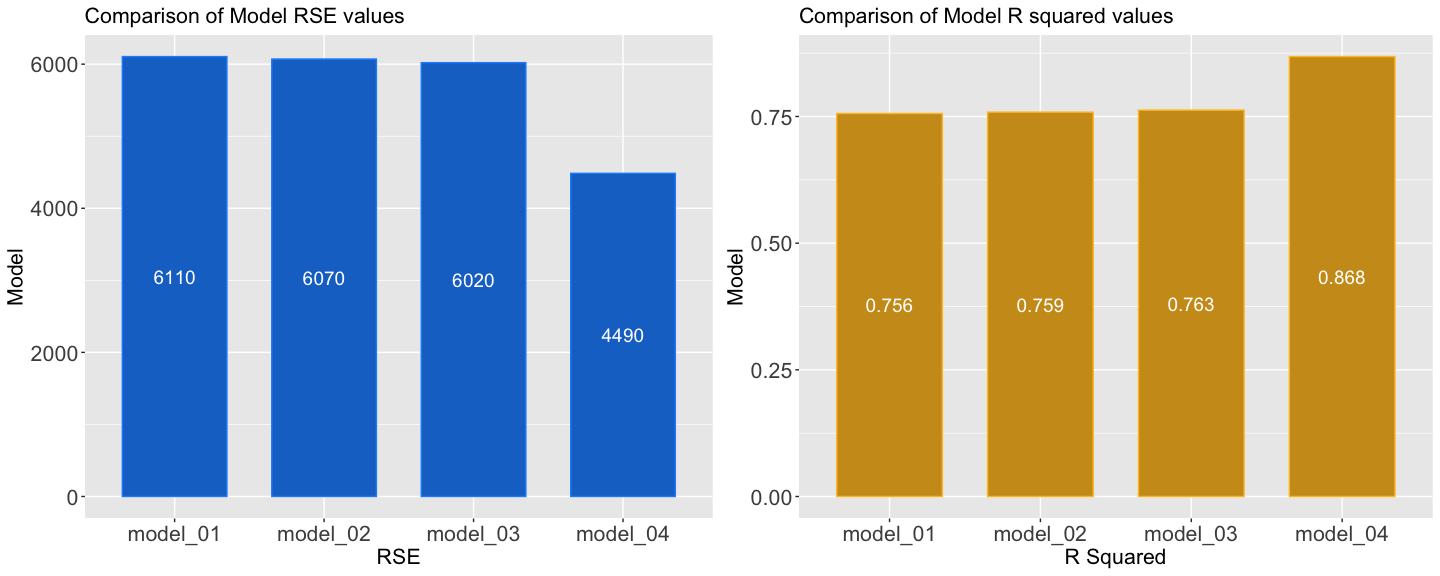 Comparison of Model RSE values
Model
6000
4000
2000
0
6110
6070
6020
4490
model_01 model_02 model_03 model_04
RSE
Comparison of Model R squared values
Model
0.75
0.50
0.25
0.00
0.756
0.759
0.763
0.868
model_01 model_02 model_03 model_04
R Squared